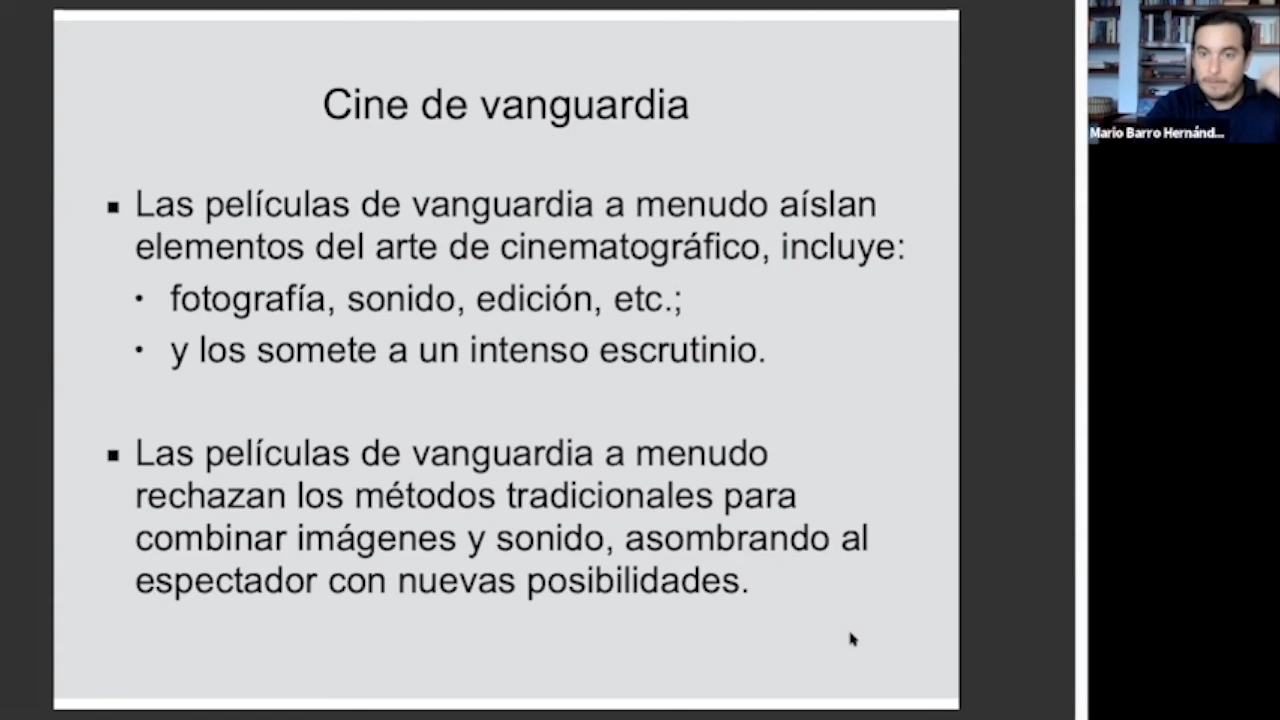 Cine de vanguardia
▪ Las películas de vanguardia a menudo aíslan
elementos del arte de cinematográfico, incluye:
• fotografía, sonido, edición, etc.;
• y los somete a un intenso escrutinio.
▪ Las películas de vanguardia a menudo
rechazan los métodos tradicionales para
combinar imágenes y sonido, asombrando al
espectador con nuevas posibilidades.
Mario Barro Hernánd...